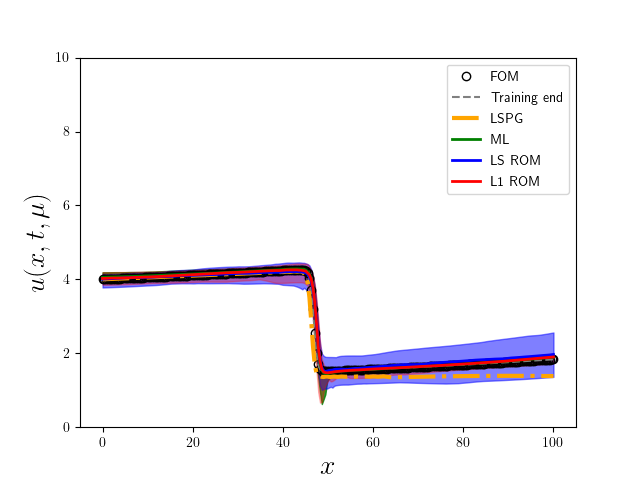 10
8
6
4
2
0
0 20 40 60 80 100
x
u(x, t, μ)
FOM
Training end
LSPG
ML
LS ROM
L1 ROM